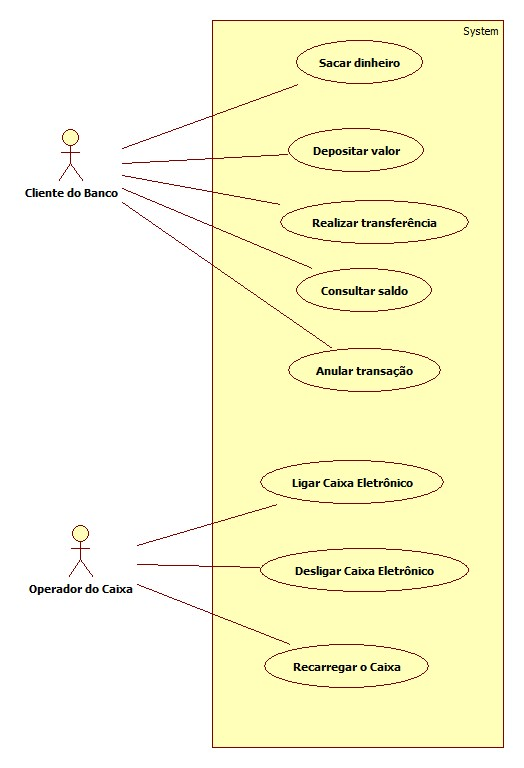 System
Sacar dinheiro
Depositar valor
Cliente do Banco
Realizar transferência
Consultar saldo
Anular transação
Ligar Caixa Eletrônico
Desligar Caixa Eletrônico
Operador do Caixa
Recarregar o Caixa